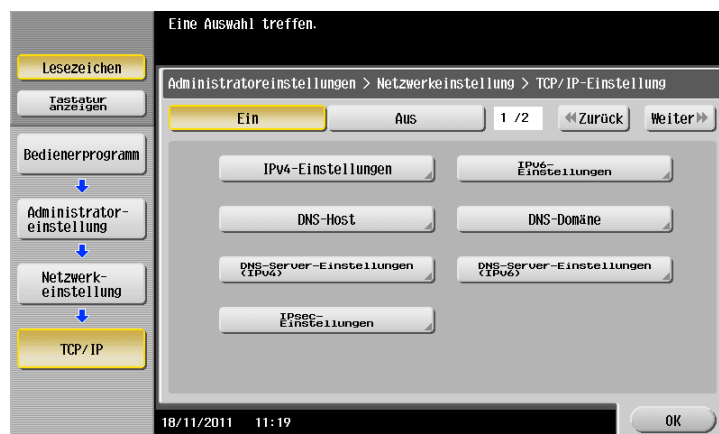 Eine Auswahl treffen.
Lesezeichen
Tastatur
anzeigen
Bedienerprogramm
Administrator-
einstellung
Netzwerk-
einstellung
TCP/IP
Administratoreinstellungen > Netzwerkeinstellung > TCP/IP-Einstellung
Ein
Aus
1 /2
Zurück
Weiter
IPv4-Einstellungen
IPv6-
Einstellungen
DNS-Host
DNS-Domäne
DNS-Server-Einstellungen
(IPv4)
DNS-Server-Einstellungen
(IPv6)
IPsec-
Einstellungen
18/11/2011 11:19
OK